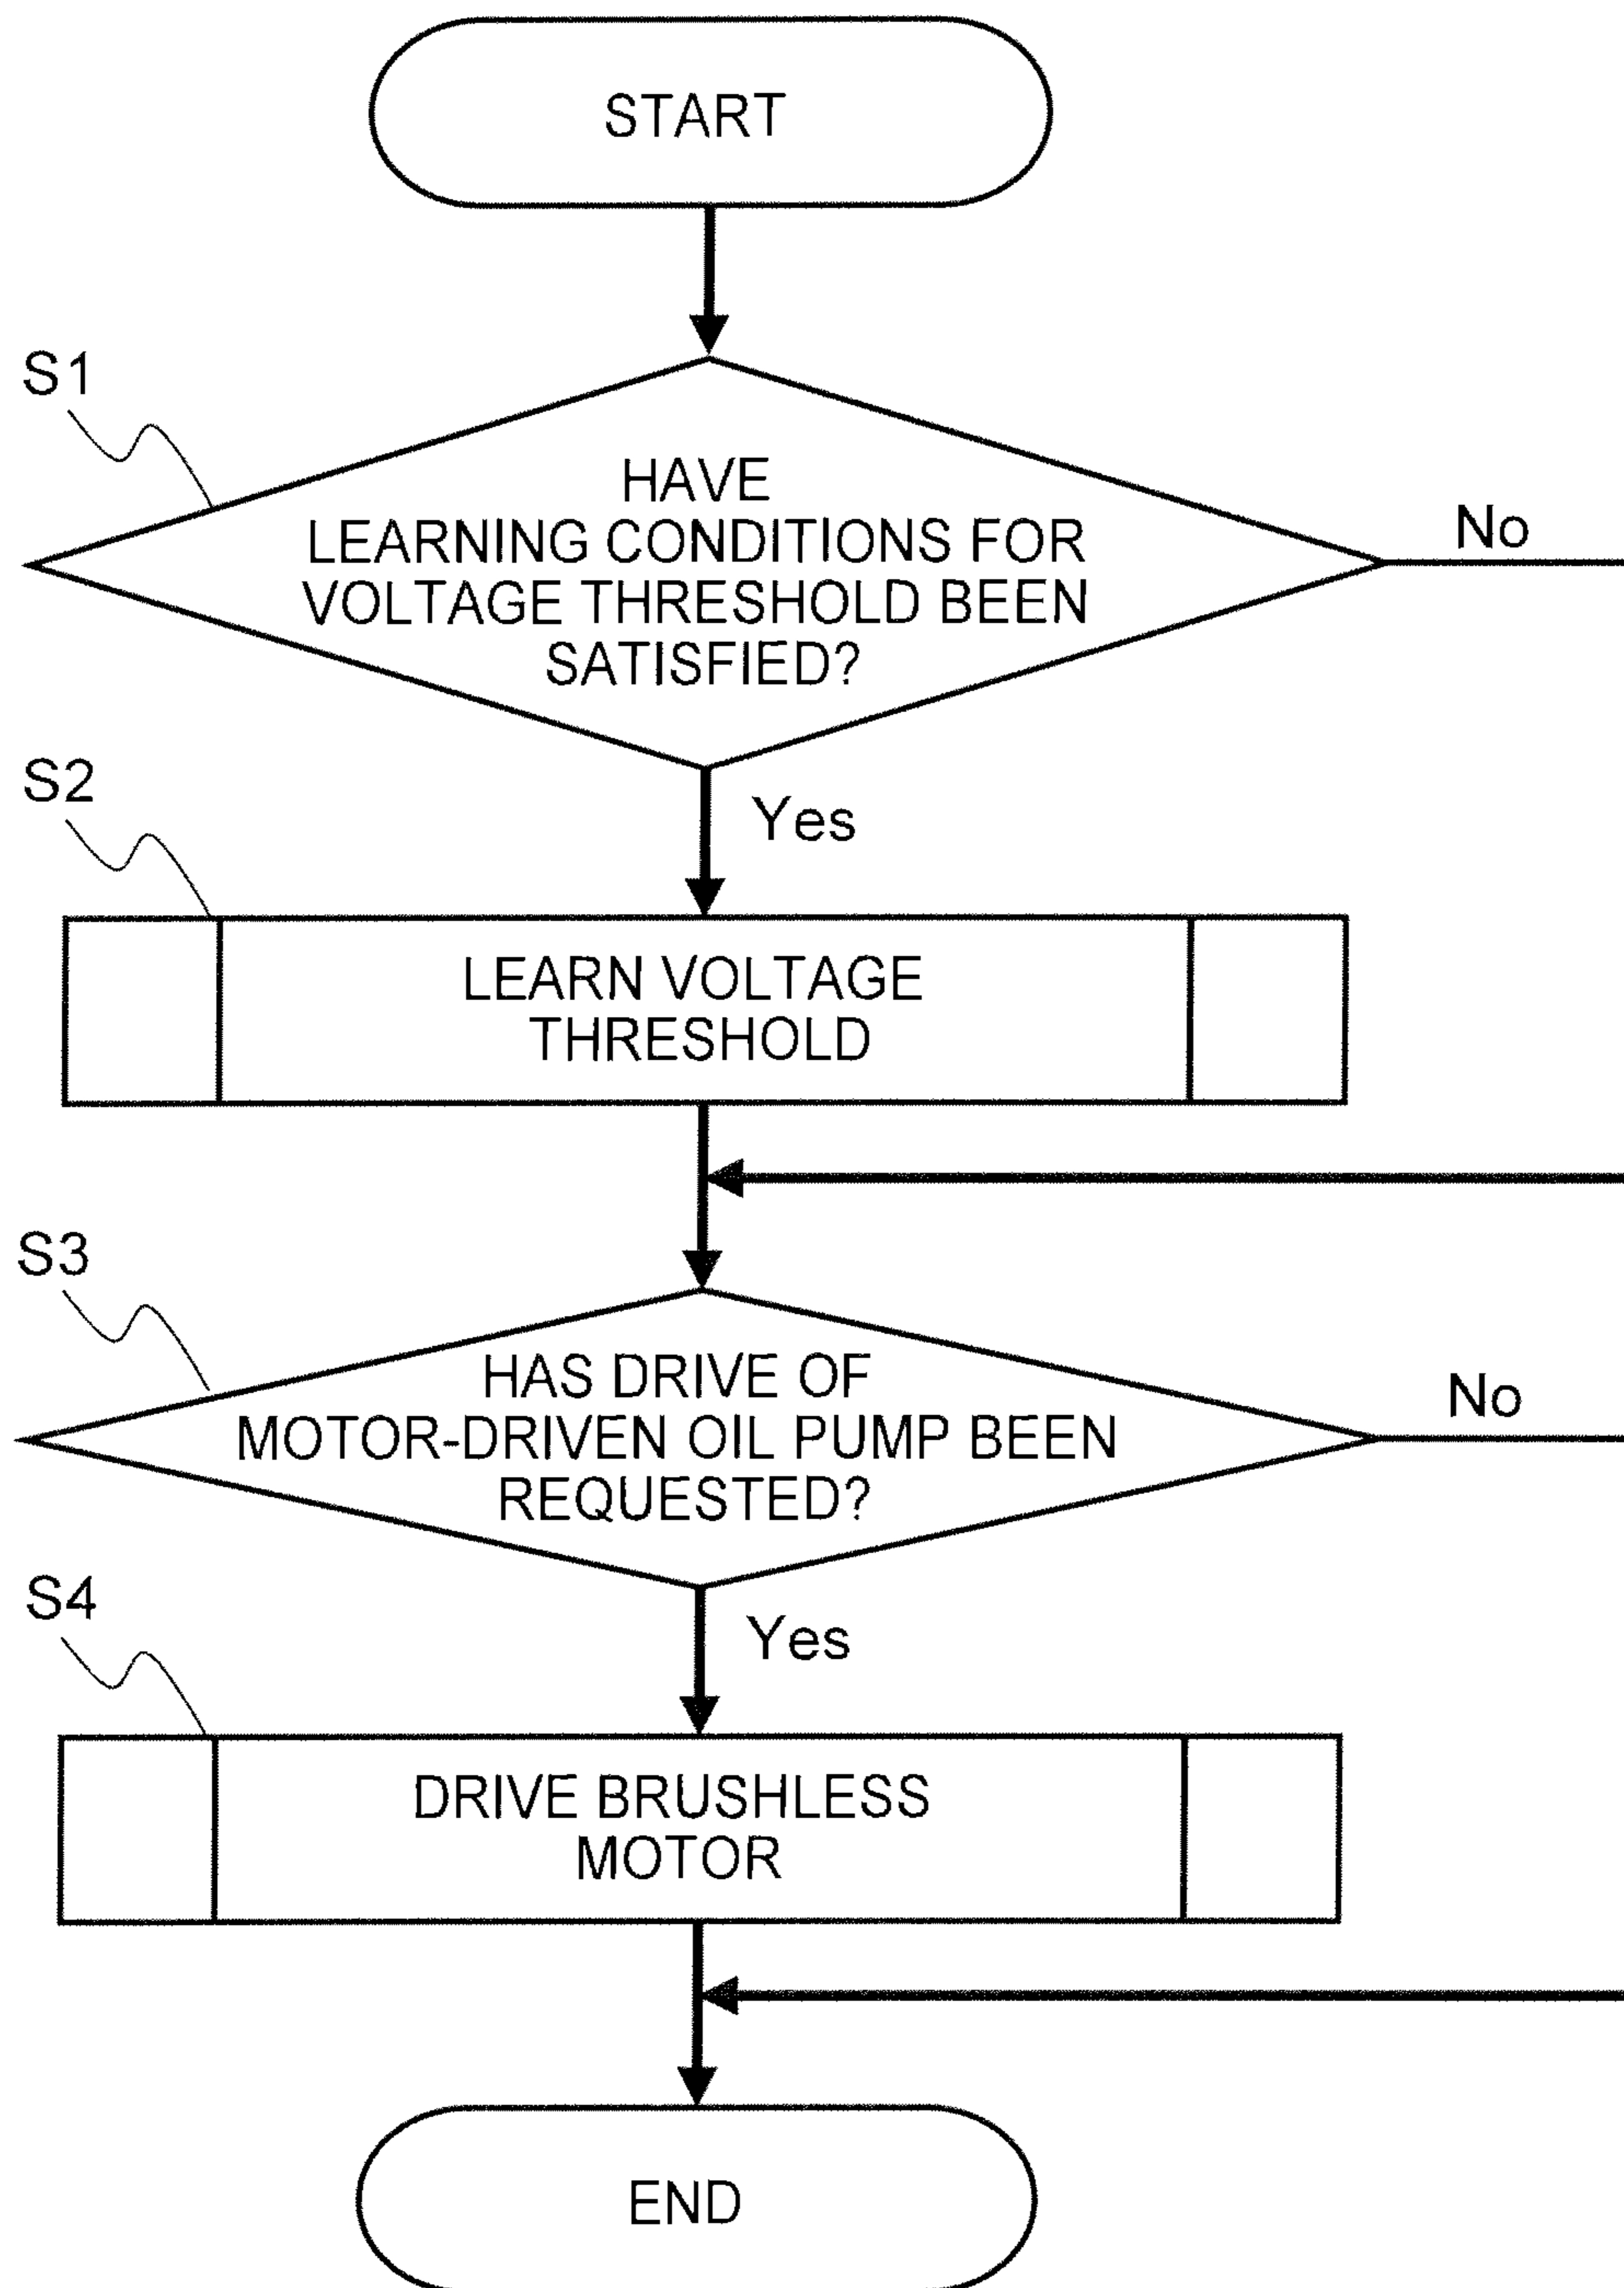 START
S1
HAVE
LEARNING CONDITIONS FOR
VOLTAGE THRESHOLD BEEN
SATISFIED?
No
Yes
S2
LEARN VOLTAGE
THRESHOLD
S3
HAS DRIVE OF
MOTOR-DRIVEN OIL PUMP BEEN
REQUESTED?
No
Yes
S4
DRIVE BRUSHLESS
MOTOR
END